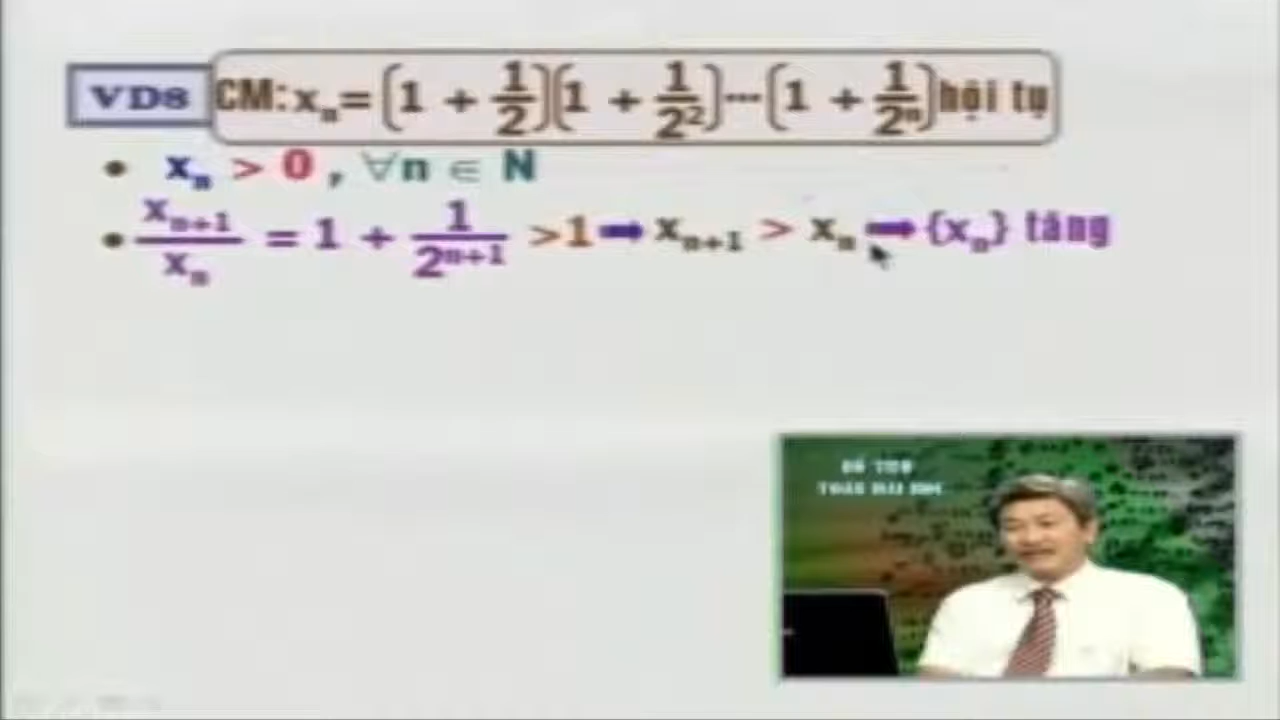 VD8 CM: xₙ = (1 + 1/2)(1 + 1/2²)...(1 + 1/2ⁿ) hội tụ
• xₙ > 0 , ∀n ∈ N
• xₙ₊₁/xₙ = 1 + 1/2ⁿ⁺¹ >1 ➡ xₙ₊₁ > xₙ ➡ {xₙ} tăng